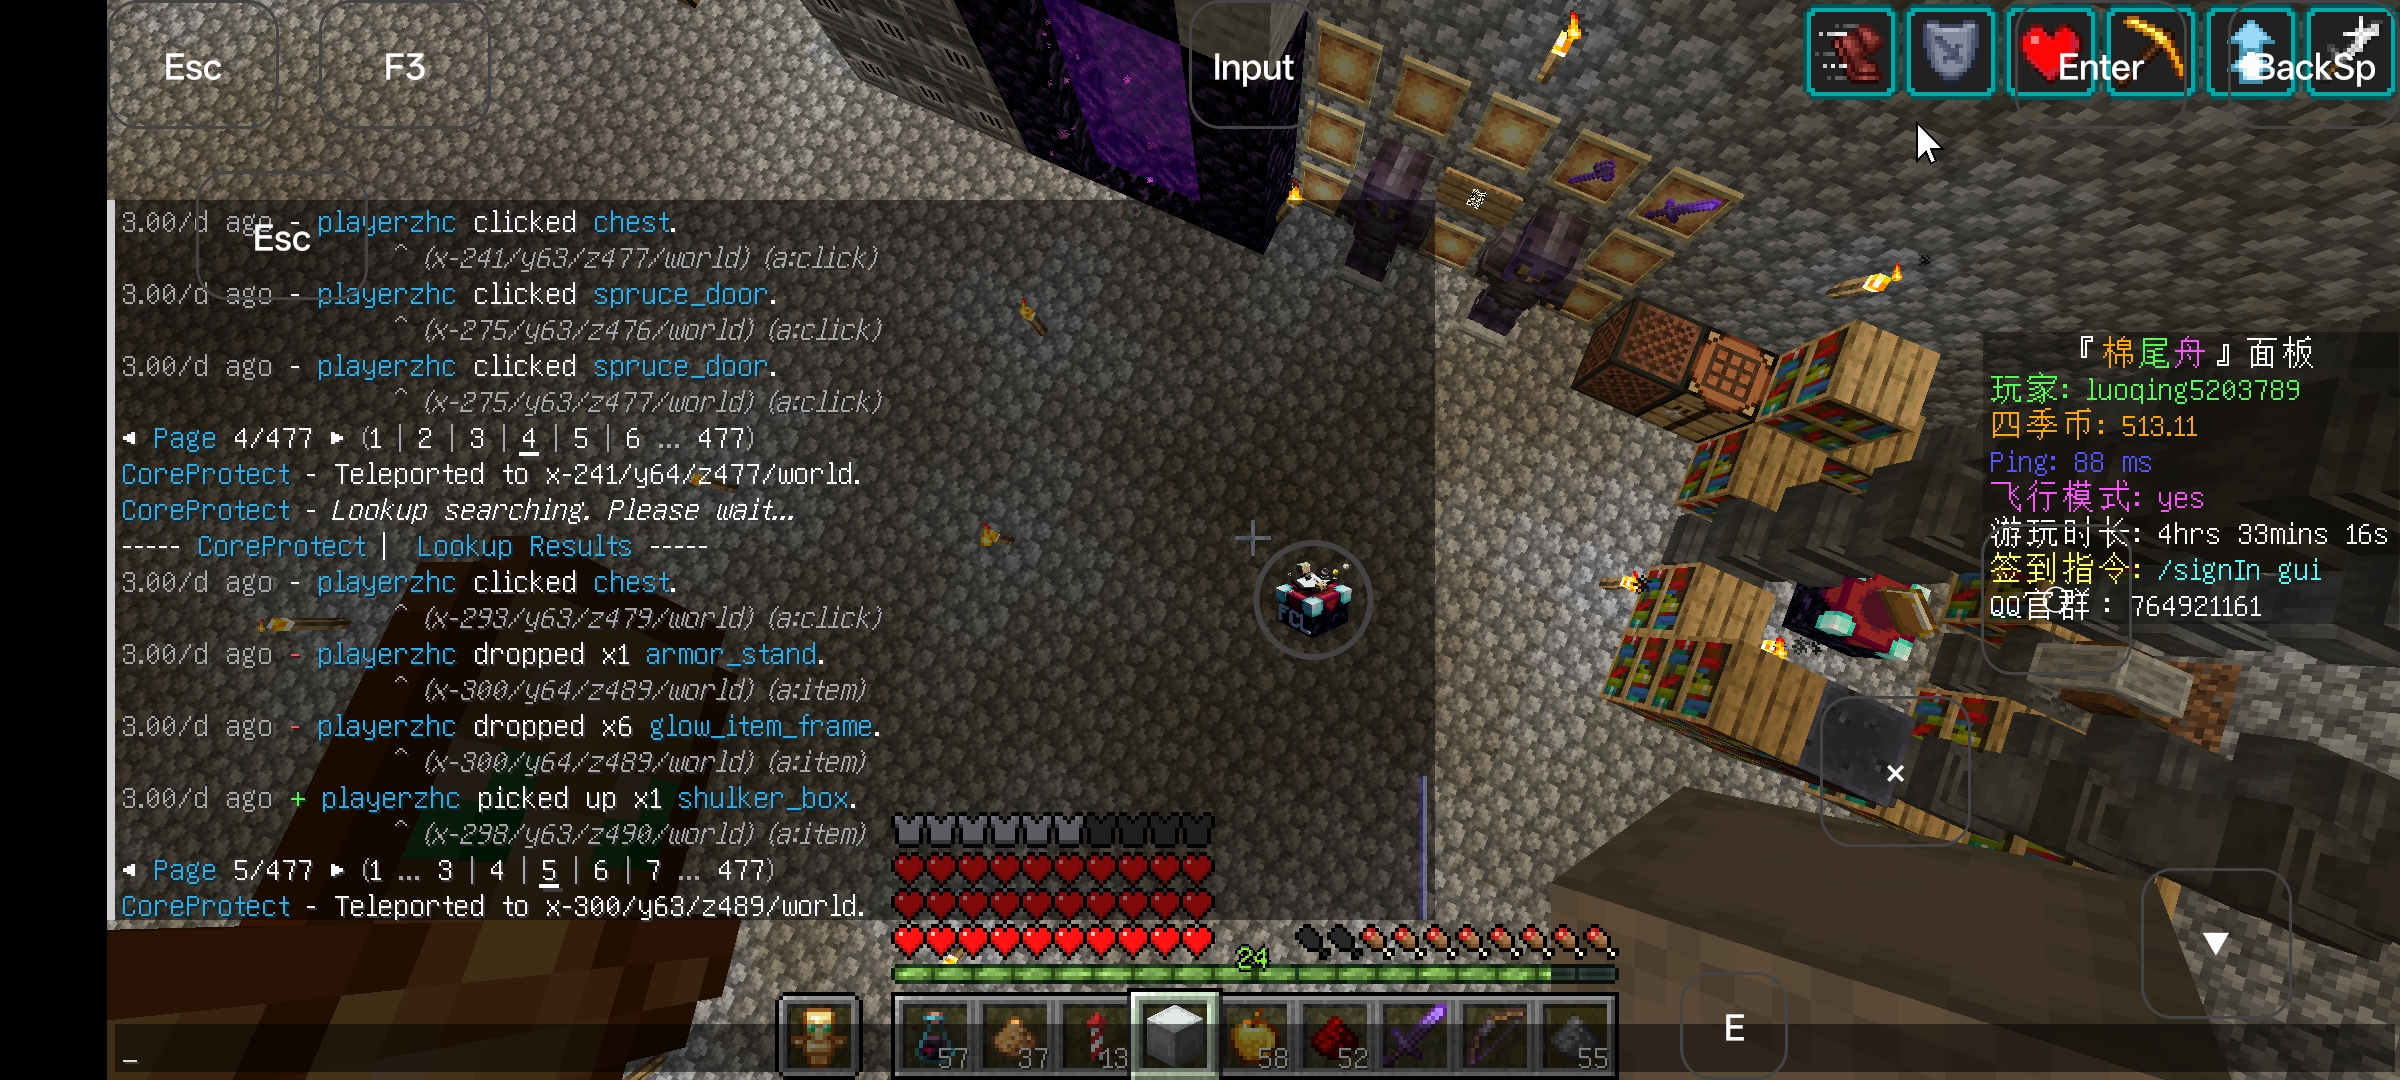 Esc
F3
Input
Enter
BackSp
Esc
3.00/d ago - playerzhc clicked chest.
^ (x-241/y63/z477/world) (a:click)
3.00/d ago - playerzhc clicked spruce_door.
^ (x-275/y63/z476/world) (a:click)
3.00/d ago - playerzhc clicked spruce_door.
^ (x-275/y63/z477/world) (a:click)
◀ Page 4/477 ▶ (1 | 2 | 3 | 4 | 5 | 6 ... 477)
CoreProtect - Teleported to x-241/y64/z477/world.
CoreProtect - Lookup searching. Please wait...
----- CoreProtect | Lookup Results -----
3.00/d ago - playerzhc clicked chest.
^ (x-293/y63/z479/world) (a:click)
3.00/d ago - playerzhc dropped x1 armor_stand.
^ (x-300/y64/z489/world) (a:item)
3.00/d ago - playerzhc dropped x6 glow_item_frame.
^ (x-300/y64/z489/world) (a:item)
3.00/d ago + playerzhc picked up x1 shulker_box.
^ (x-298/y63/z490/world) (a:item)
◀ Page 5/477 ▶ (1 ... 3 | 4 | 5 | 6 | 7 ... 477)
CoreProtect - Teleported to x-300/y63/z489/world.
『棉尾舟』面板
玩家: luoqing5203789
四季币: 513.11
Ping: 88 ms
飞行模式: yes
游玩时长: 4hrs 33mins 16s
签到指令: /signIn gui
QQ官群: 764921161
FCL
×
▼
E
24
57
37
13
58
52
55
_